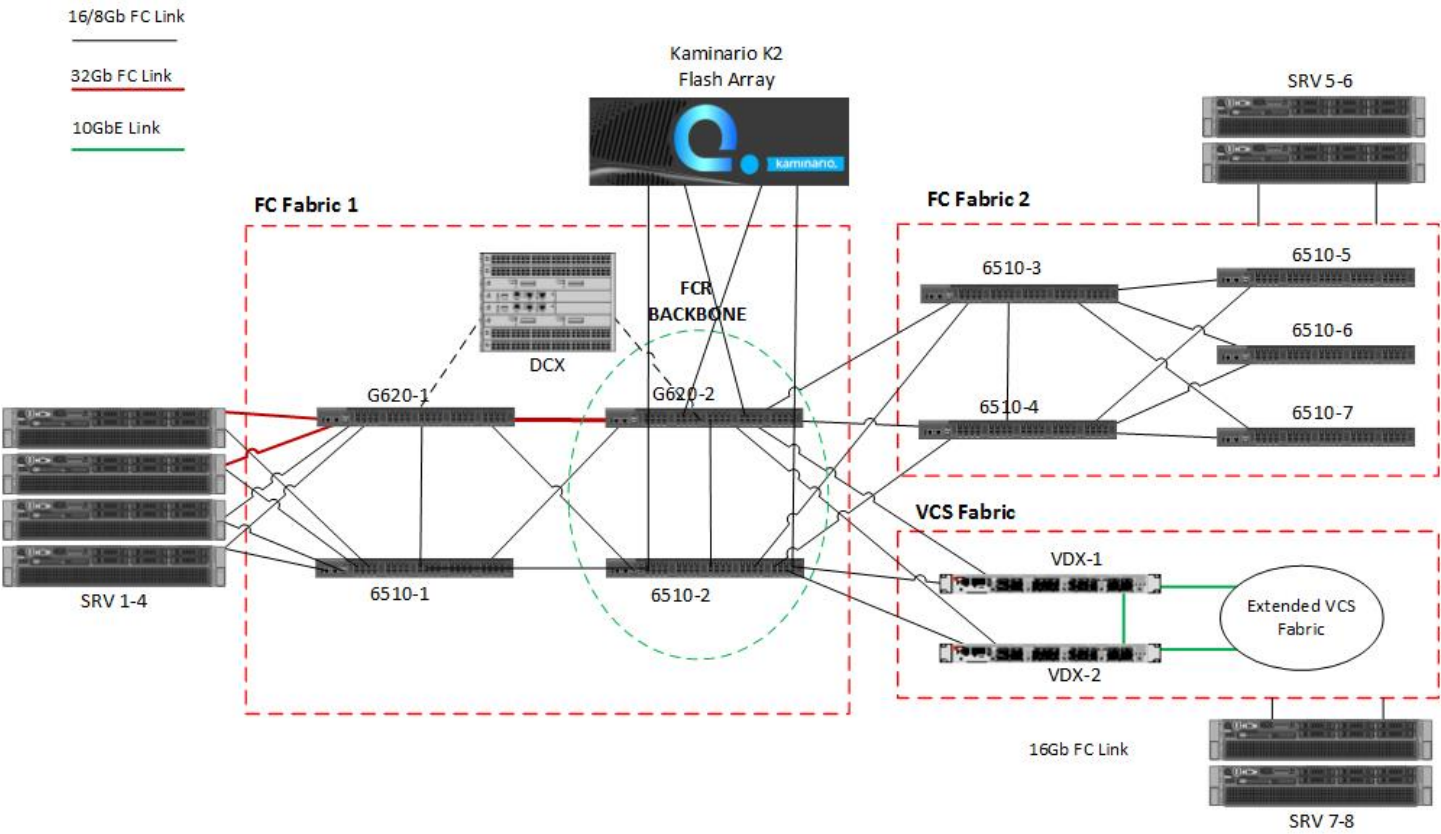 16/8Gb FC Link
32Gb FC Link
10GbE Link
Kaminario K2
Flash Array
kaminario.
SRV 5-6
FC Fabric 1
FC Fabric 2
DCX
FCR
BACKBONE
6510-3
6510-5
6510-6
6510-4
6510-7
G620-1
G620-2
6510-1
6510-2
SRV 1-4
VCS Fabric
VDX-1
VDX-2
Extended VCS
Fabric
16Gb FC Link
SRV 7-8